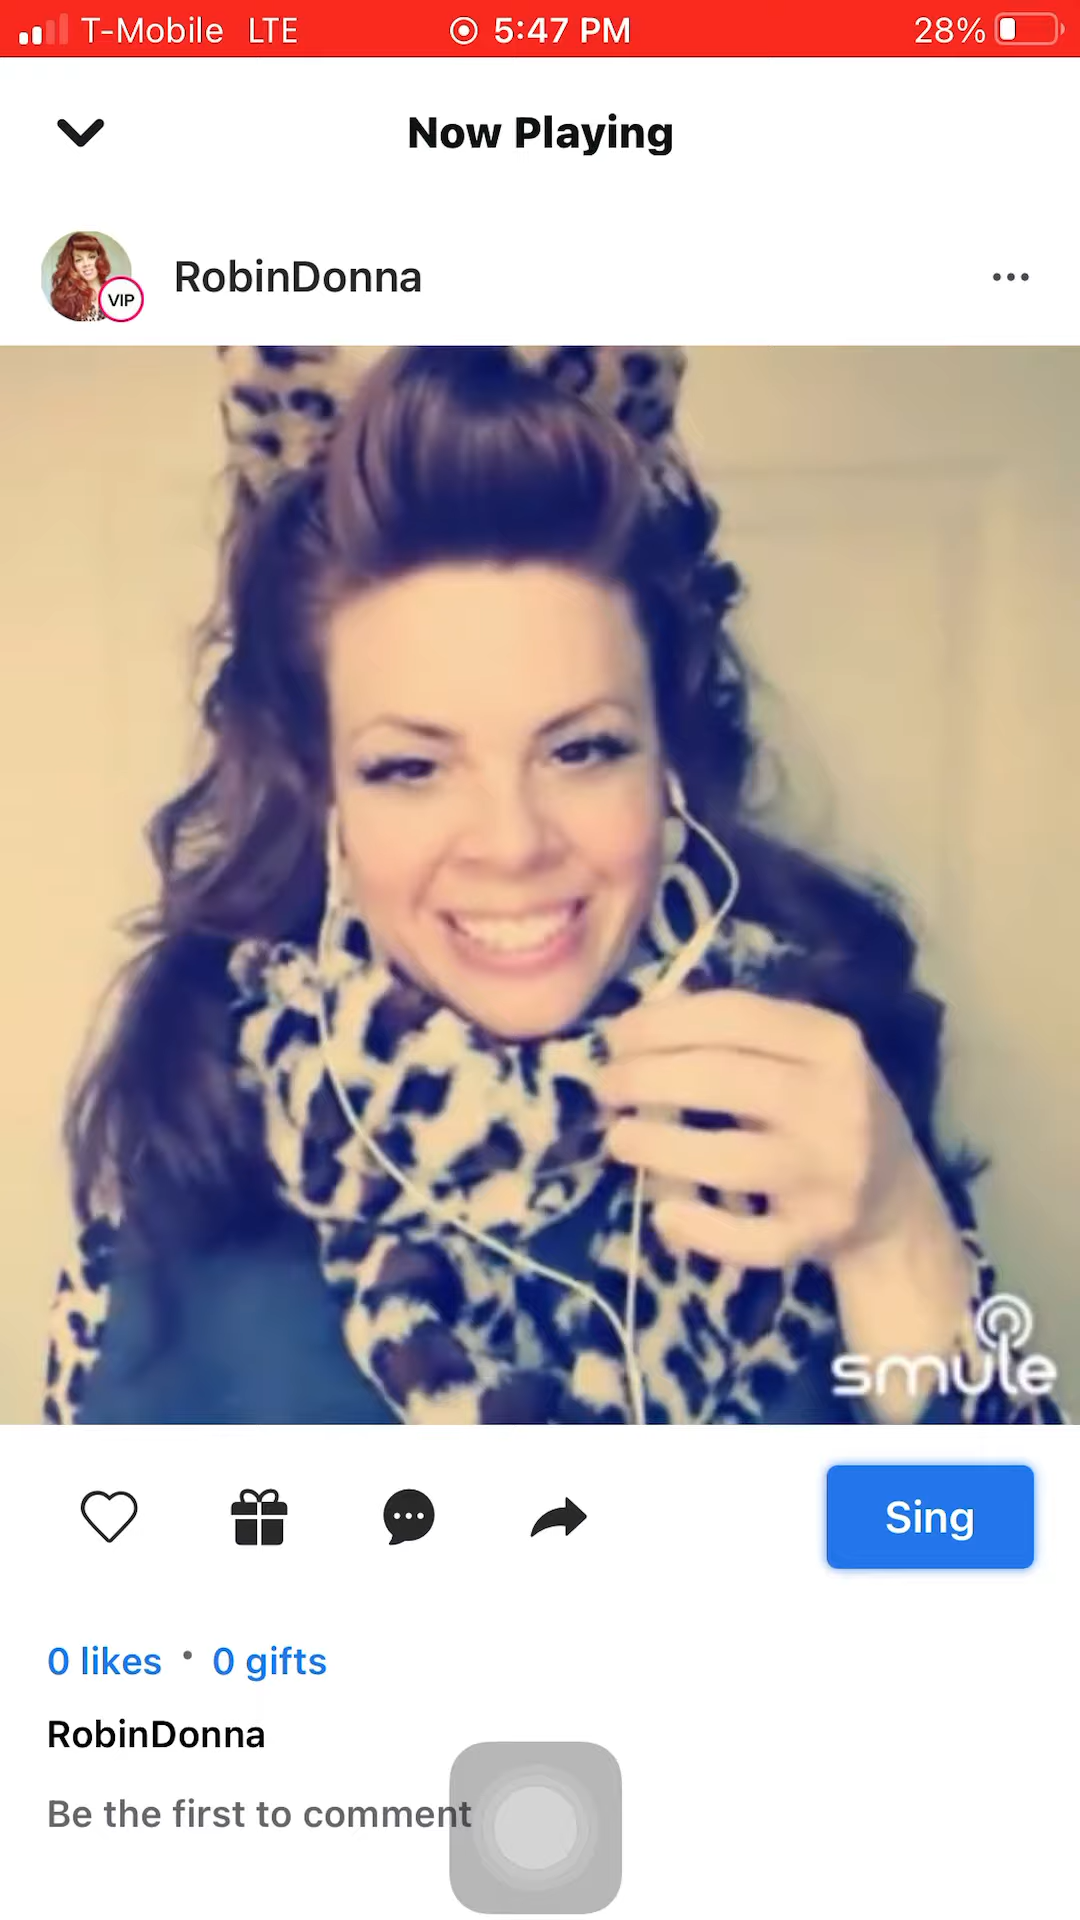 T-Mobile LTE 5:47 PM 28%
Now Playing
VIP
RobinDonna
smule
Sing
0 likes • 0 gifts
RobinDonna
Be the first to comment